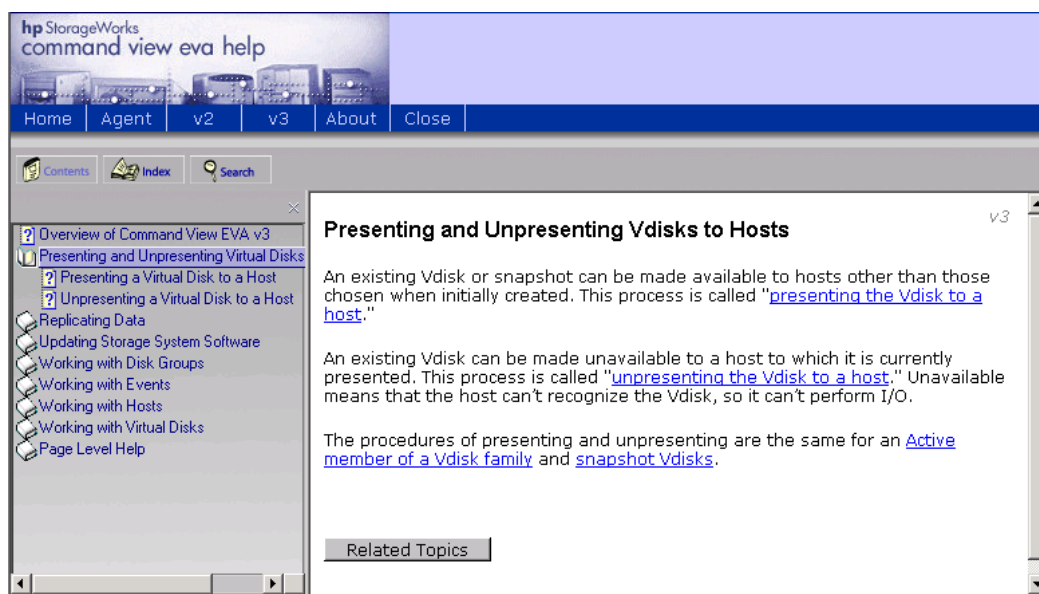 hp StorageWorks
command view eva help
Home Agent v2 v3 About Close
Contents Index Search
Overview of Command View EVA v3
Presenting and Unpresenting Virtual Disks
Presenting a Virtual Disk to a Host
Unpresenting a Virtual Disk to a Host
Replicating Data
Updating Storage System Software
Working with Disk Groups
Working with Events
Working with Hosts
Working with Virtual Disks
Page Level Help
v3
Presenting and Unpresenting Vdisks to Hosts
An existing Vdisk or snapshot can be made available to hosts other than those
chosen when initially created. This process is called "presenting the Vdisk to a
host."
An existing Vdisk can be made unavailable to a host to which it is currently
presented. This process is called "unpresenting the Vdisk to a host." Unavailable
means that the host can't recognize the Vdisk, so it can't perform I/O.
The procedures of presenting and unpresenting are the same for an Active
member of a Vdisk family and snapshot Vdisks.
Related Topics